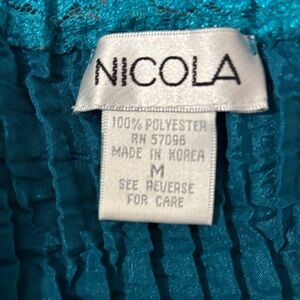 NICOLA
100% POLYESTER
RN 57096
MADE IN KOREA
M
SEE REVERSE
FOR CARE